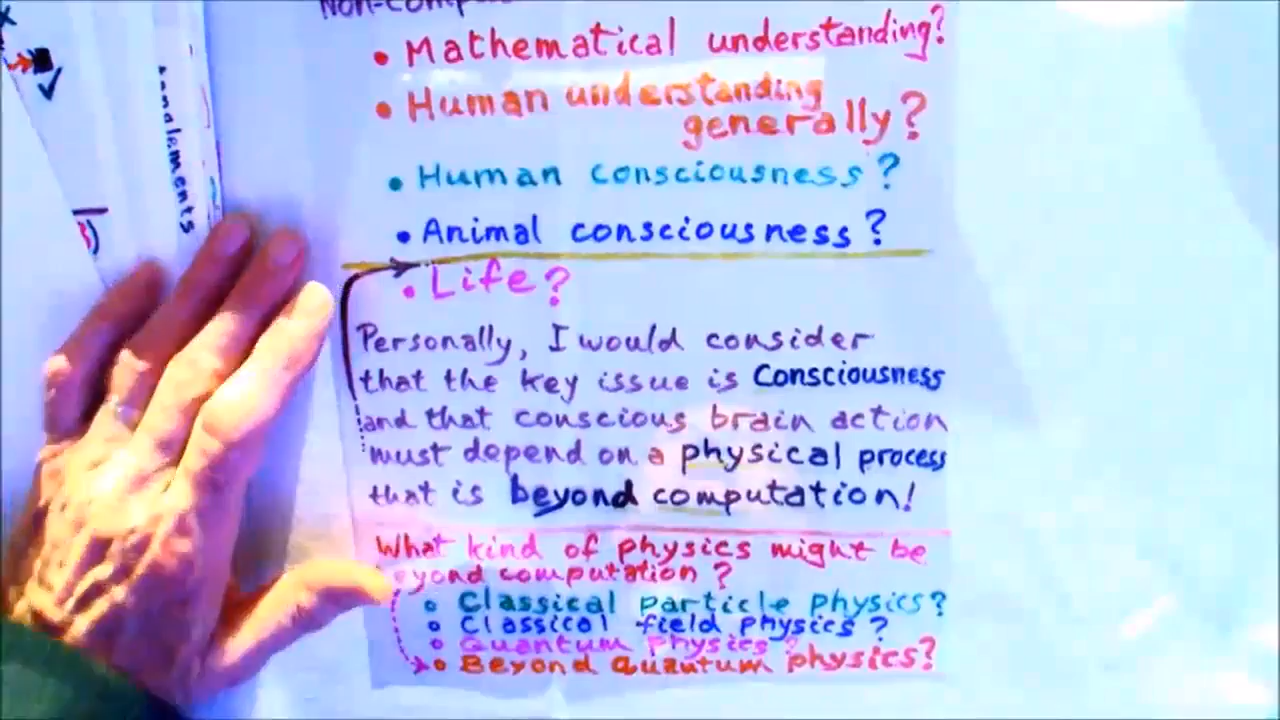 • Mathematical understanding?
• Human understanding
generally?
• Human consciousness?
• Animal consciousness?
• Life?
Personally, I would consider
that the key issue is Consciousness
and that conscious brain action
must depend on a physical process
that is beyond computation!
What kind of physics might be
eyond computation?
• Classical particle physics?
• Classical field physics?
• Quantum physics?
• Beyond Quantum physics?